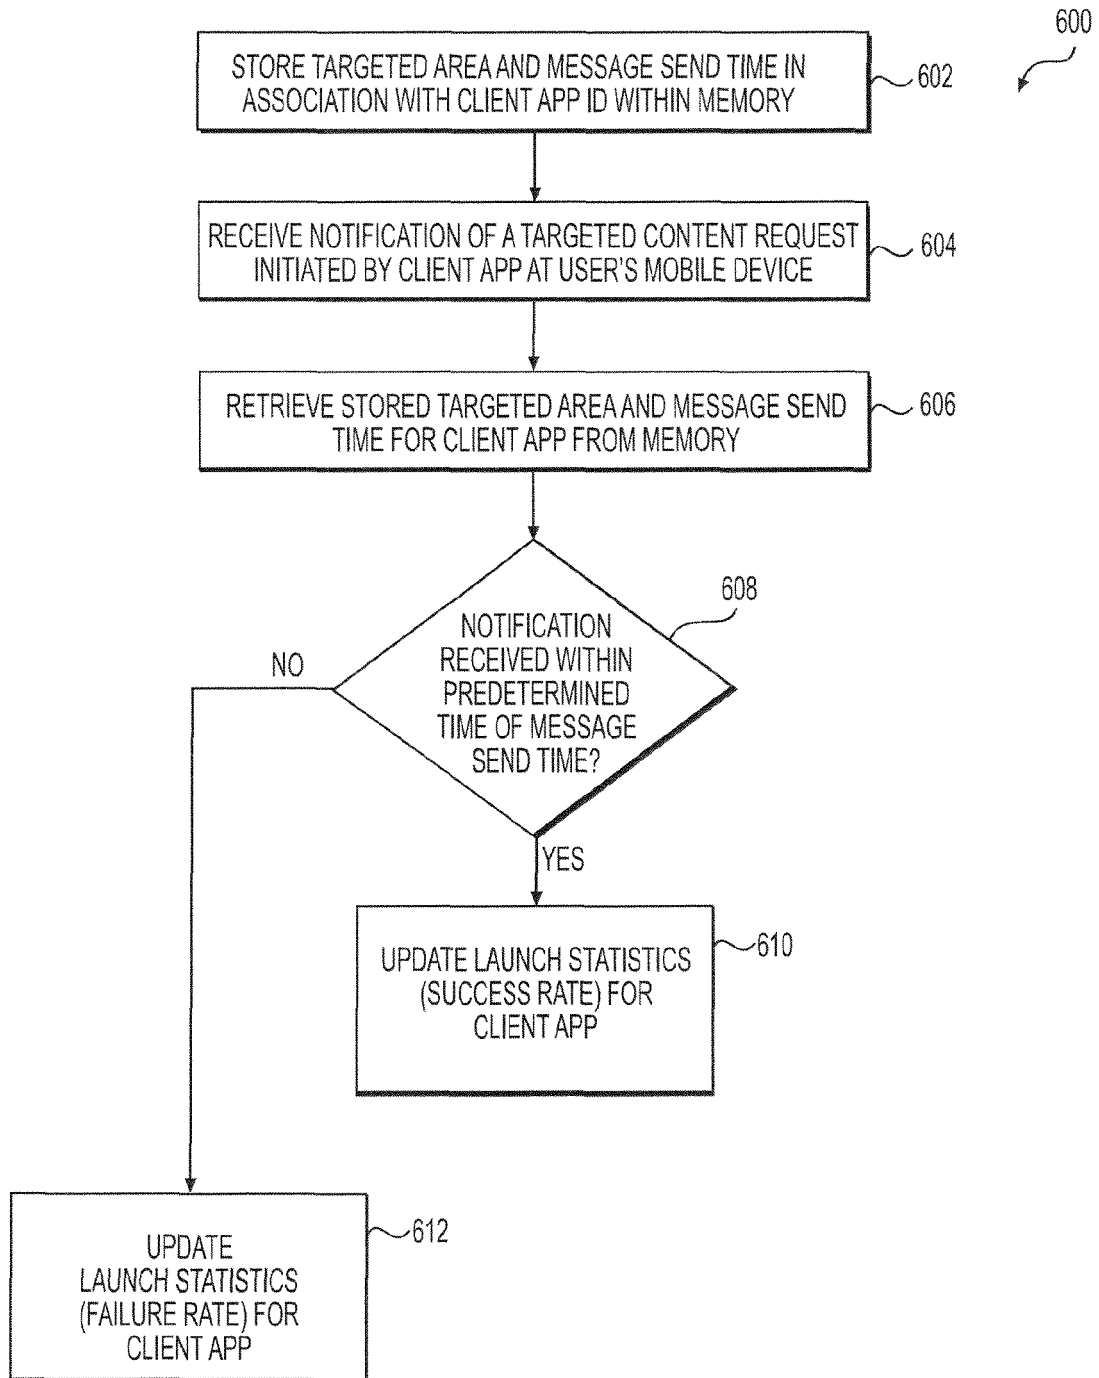 600
STORE TARGETED AREA AND MESSAGE SEND TIME IN
ASSOCIATION WITH CLIENT APP ID WITHIN MEMORY
602
RECEIVE NOTIFICATION OF A TARGETED CONTENT REQUEST
INITIATED BY CLIENT APP AT USER'S MOBILE DEVICE
604
RETRIEVE STORED TARGETED AREA AND MESSAGE SEND
TIME FOR CLIENT APP FROM MEMORY
606
608
NOTIFICATION
RECEIVED WITHIN
PREDETERMINED
TIME OF MESSAGE
SEND TIME?
NO
YES
UPDATE LAUNCH STATISTICS
(SUCCESS RATE) FOR
CLIENT APP
610
UPDATE
LAUNCH STATISTICS
(FAILURE RATE) FOR
CLIENT APP
612